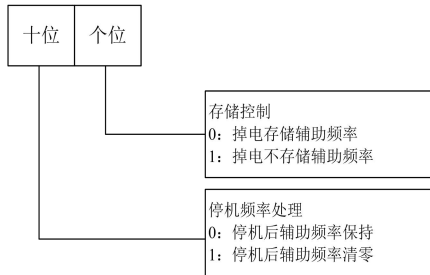 十位 个位
存储控制
0：掉电存储辅助频率
1：掉电不存储辅助频率
停机频率处理
0：停机后辅助频率保持
1：停机后辅助频率清零